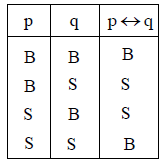 p q p ↔ q
B B B
B S S
S B S
S S B